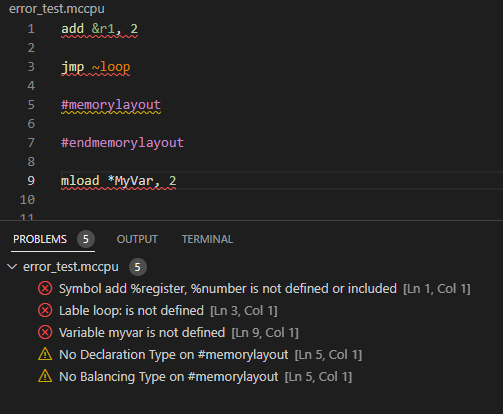 error_test.mccpu
1 add &r1, 2
2
3 jmp ~loop
4
5 #memorylayout
6
7 #endmemorylayout
8
9 mload *MyVar, 2
10
11
PROBLEMS 5 OUTPUT TERMINAL
error_test.mccpu 5
Symbol add %register, %number is not defined or included [Ln 1, Col 1]
Lable loop: is not defined [Ln 3, Col 1]
Variable myvar is not defined [Ln 9, Col 1]
No Declaration Type on #memorylayout [Ln 5, Col 1]
No Balancing Type on #memorylayout [Ln 5, Col 1]